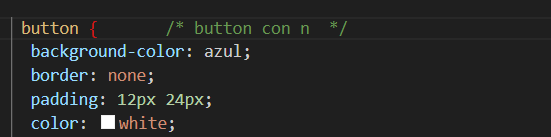 button {       /* button con n  */
background-color: azul;
border: none;
padding: 12px 24px;
color: white;